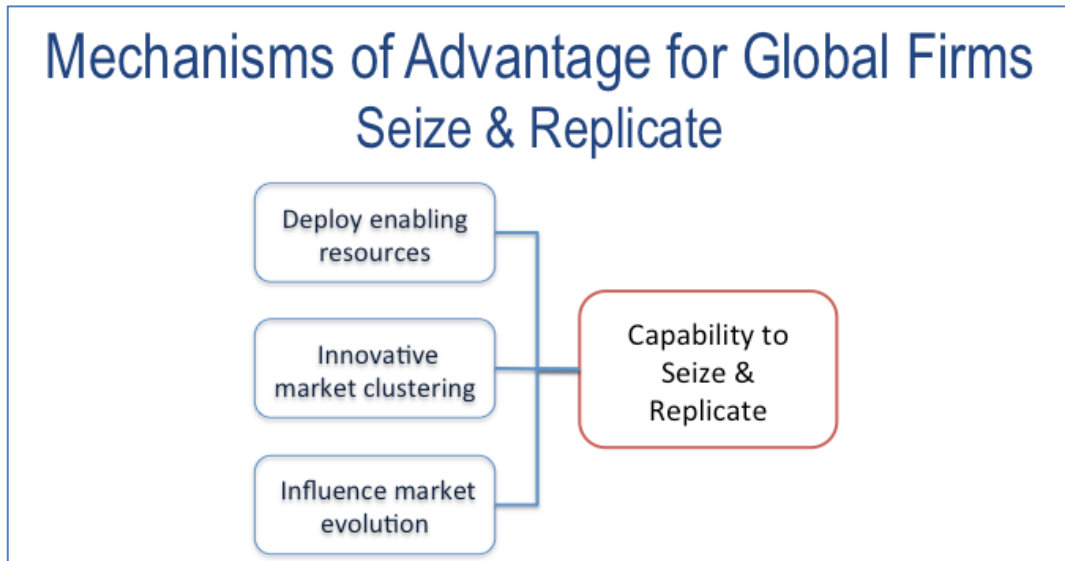 Mechanisms of Advantage for Global Firms
Seize & Replicate
Deploy enabling
resources
Innovative
market clustering
Influence market
evolution
Capability to
Seize &
Replicate